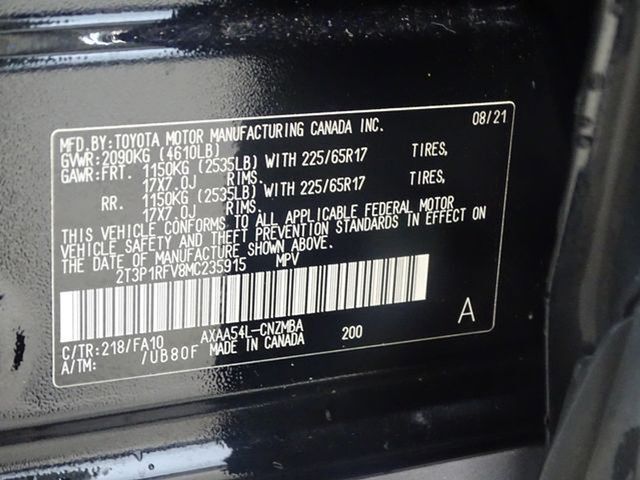 MFD.BY:TOYOTA MOTOR MANUFACTURING CANADA INC. 08/21
GVWR:2090KG (4610LB)
GAWR:FRT. 1150KG (2535LB) WITH 225/65R17 TIRES,
17X7.0J RIMS.
RR. 1150KG (2535LB) WITH 225/65R17 TIRES,
17X7.0J RIMS.
THIS VEHICLE CONFORMS TO ALL APPLICABLE FEDERAL MOTOR
VEHICLE SAFETY AND THEFT PREVENTION STANDARDS IN EFFECT ON
THE DATE OF MANUFACTURE SHOWN ABOVE.
2T3P1RFV8MC235915 MPV
C/TR:218/FA10 AXAA54L-CNZMBA 200 A
A/TM: /UB80F MADE IN CANADA